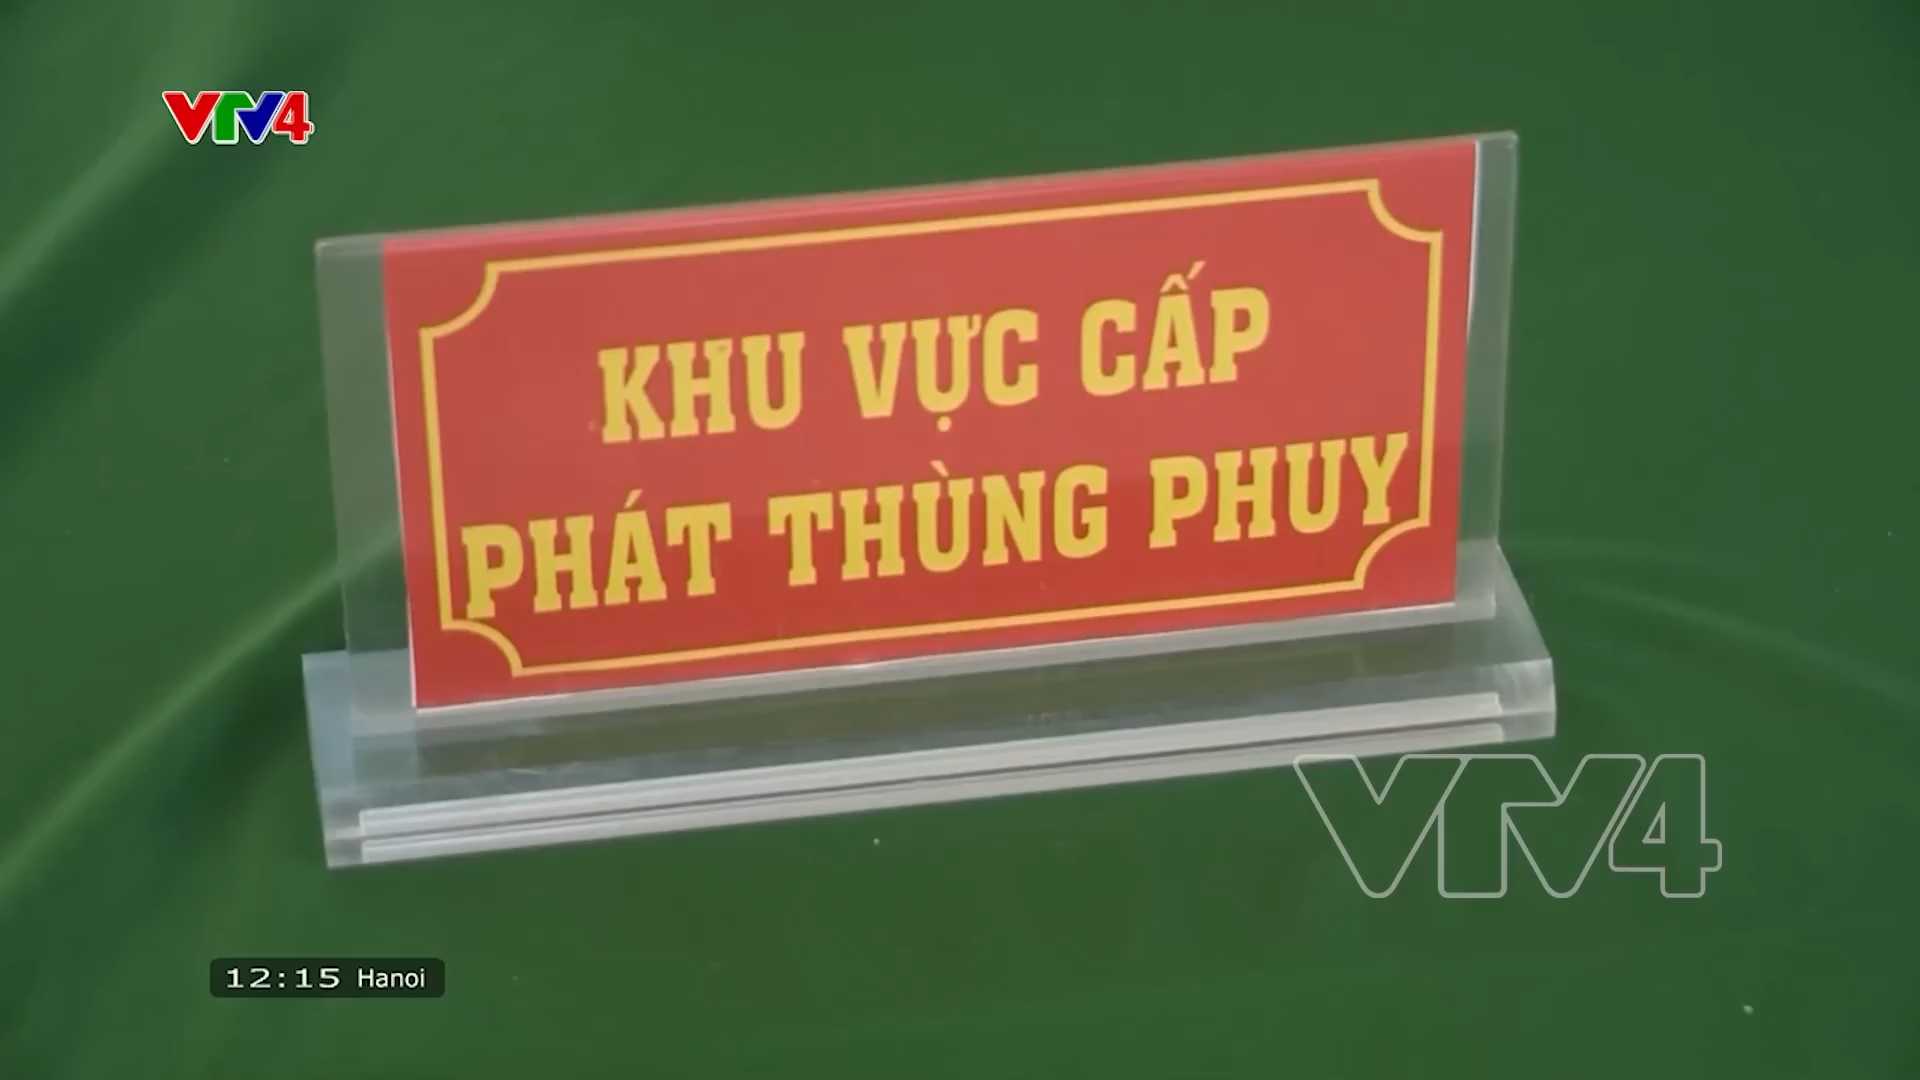 VTV4
KHU VỰC CẤP
PHÁT THÙNG PHUY
VTV4
12:15 Hanoi